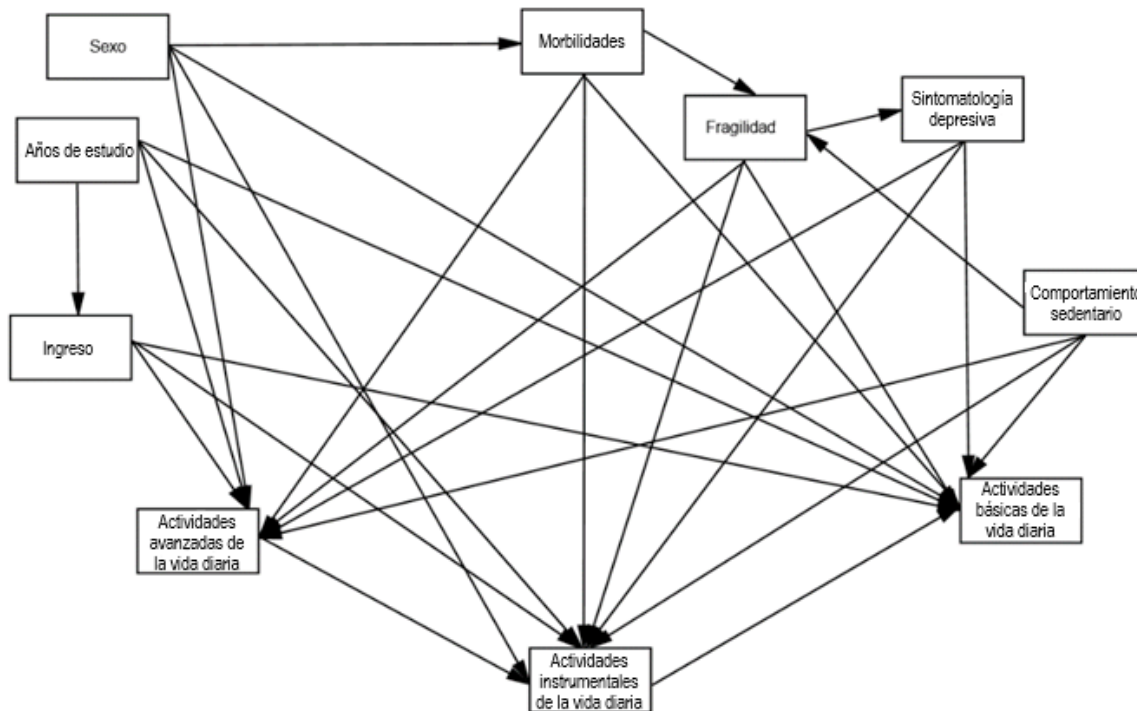 Sexo
Morbilidades
Sintomatología
depresiva
Fragilidad
Años de estudio
Comportamiento
sedentario
Ingreso
Actividades
básicas de la
vida diaria
Actividades
avanzadas de
la vida diaria
Actividades
instrumentales
de la vida diaria